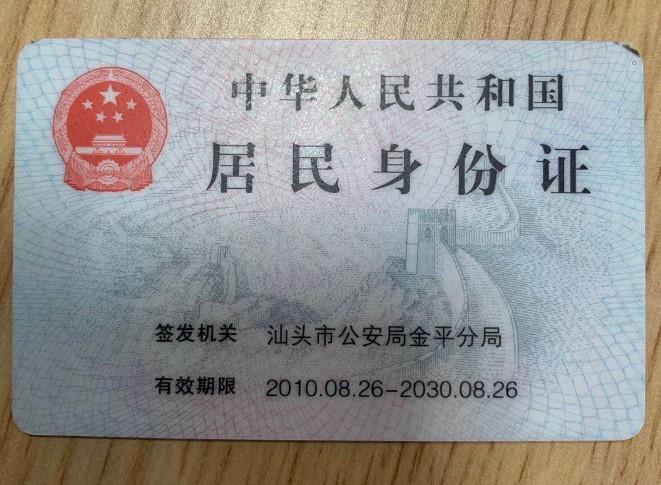 中华人民共和国
居民身份证
签发机关 汕头市公安局金平分局
有效期限 2010.08.26-2030.08.26